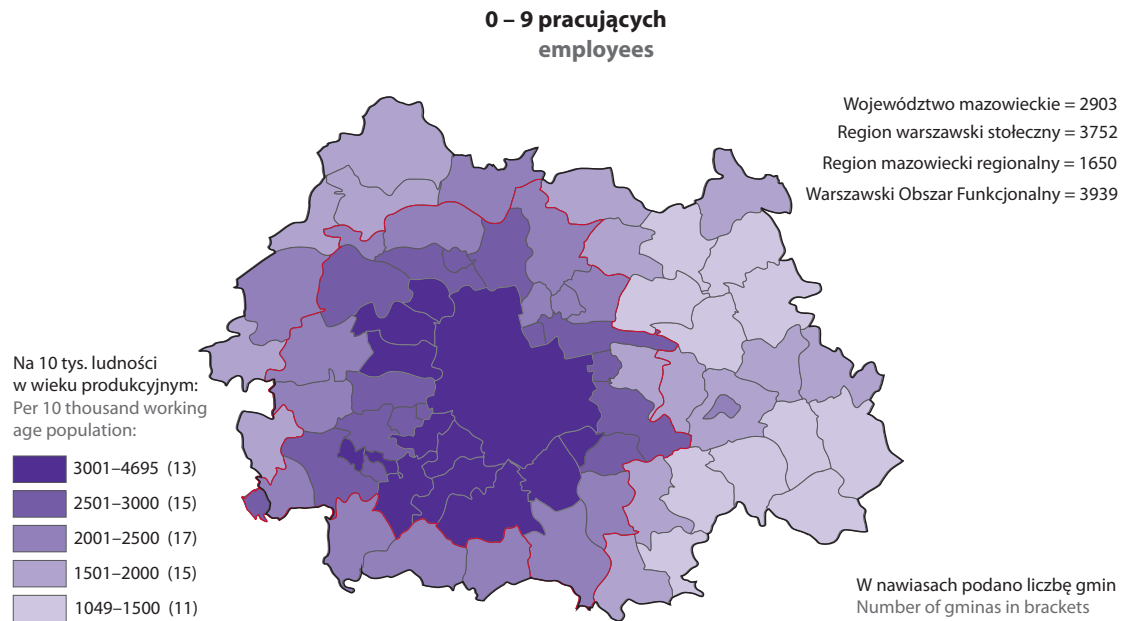 0 – 9 pracujących
employees
Województwo mazowieckie = 2903
Region warszawski stołeczny = 3752
Region mazowiecki regionalny = 1650
Warszawski Obszar Funkcjonalny = 3939
Na 10 tys. ludności
w wieku produkcyjnym:
Per 10 thousand working
age population:
3001–4695 (13)
2501–3000 (15)
2001–2500 (17)
1501–2000 (15)
1049–1500 (11)
W nawiasach podano liczbę gmin
Number of gminas in brackets